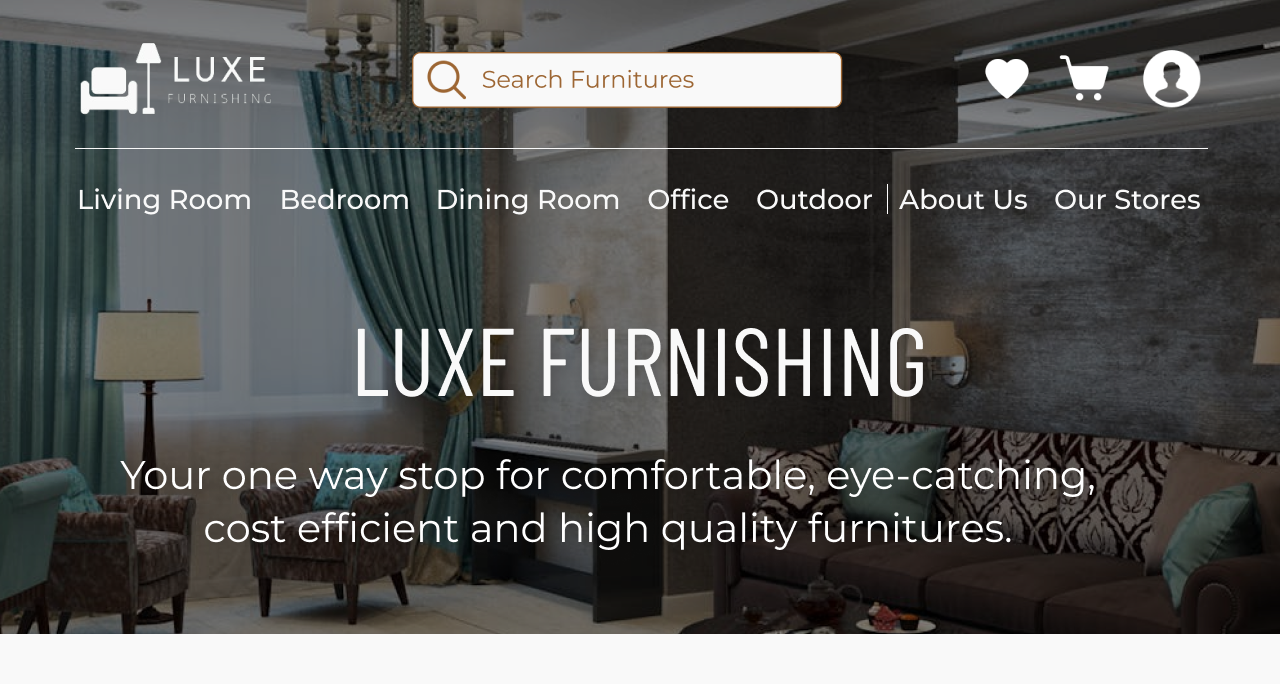 LUXE
FURNISHING
Search Furnitures
Living Room Bedroom Dining Room Office Outdoor About Us Our Stores
LUXE FURNISHING
Your one way stop for comfortable, eye-catching,
cost efficient and high quality furnitures.